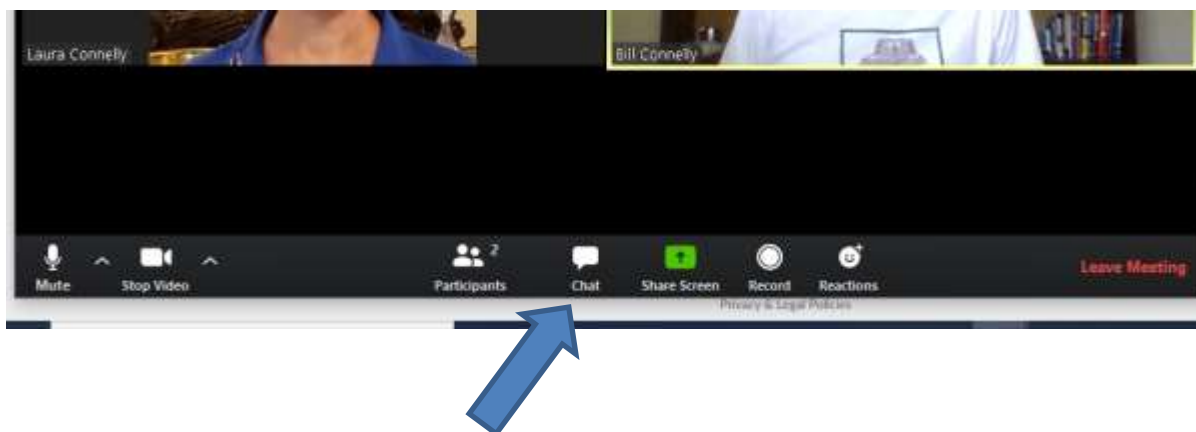 Laura Connelly
Bill Connelly
2
Mute
Stop Video
Participants
Chat
Share Screen
Record
Reactions
Leave Meeting
Privacy & Legal Policies